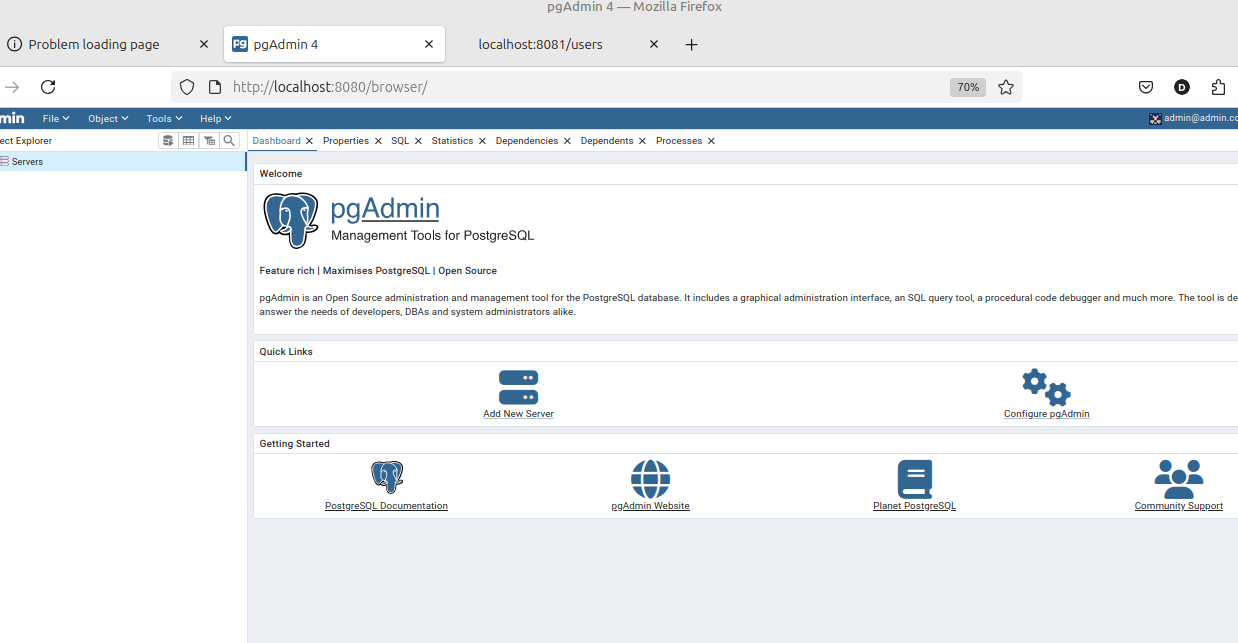 pgAdmin 4 — Mozilla Firefox
Problem loading page
pgAdmin 4
localhost:8081/users
http://localhost:8080/browser/ 70% D
min File Object Tools Help admin@admin.co
ect Explorer Dashboard Properties SQL Statistics Dependencies Dependents Processes
Servers
Welcome
pgAdmin
Management Tools for PostgreSQL
Feature rich | Maximises PostgreSQL | Open Source
pgAdmin is an Open Source administration and management tool for the PostgreSQL database. It includes a graphical administration interface, an SQL query tool, a procedural code debugger and much more. The tool is de
answer the needs of developers, DBAs and system administrators alike.
Quick Links
Add New Server Configure pgAdmin
Getting Started
PostgreSQL Documentation pgAdmin Website Planet PostgreSQL Community Support